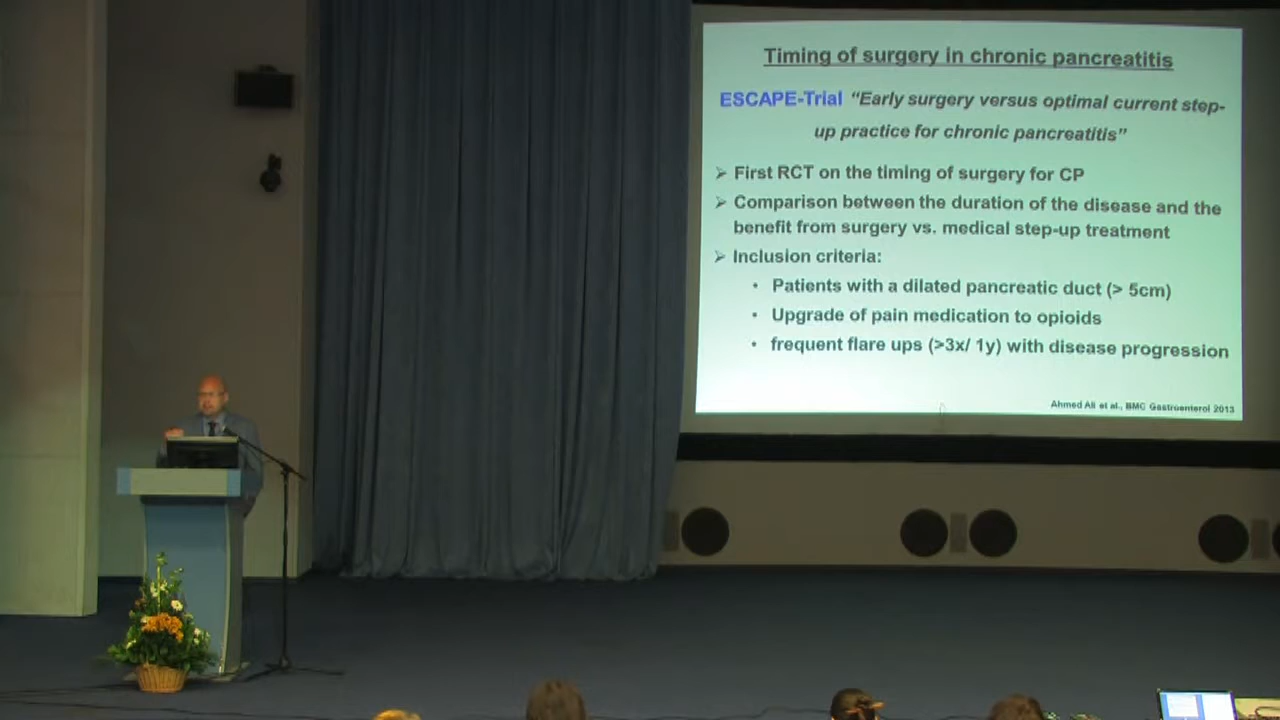 Timing of surgery in chronic pancreatitis
ESCAPE-Trial “Early surgery versus optimal current step-
up practice for chronic pancreatitis”
➢ First RCT on the timing of surgery for CP
➢ Comparison between the duration of the disease and the
benefit from surgery vs. medical step-up treatment
➢ Inclusion criteria:
• Patients with a dilated pancreatic duct (> 5cm)
• Upgrade of pain medication to opioids
• frequent flare ups (>3x/ 1y) with disease progression
Ahmed Ali et al., BMC Gastroenterol 2013